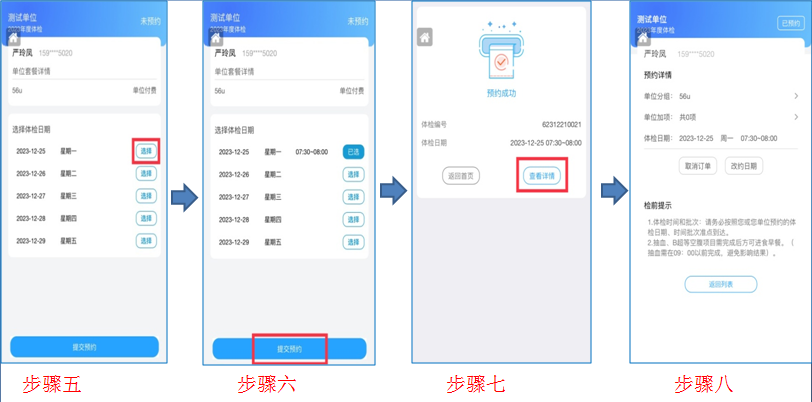 测试单位
未预约
2023年度体检
严玲凤 159****5020
单位套餐详情
56u 单位付费
选择体检日期
2023-12-25 星期一 选择
2023-12-26 星期二 选择
2023-12-27 星期三 选择
2023-12-28 星期四 选择
2023-12-29 星期五 选择
提交预约
步骤五
测试单位
未预约
年度体检
严玲凤 159****5020
单位套餐详情
56u 单位付费
选择体检日期
2023-12-25 星期一 07:30~08:00 已选
2023-12-26 星期二 选择
2023-12-27 星期三 选择
2023-12-28 星期四 选择
2023-12-29 星期五 选择
提交预约
步骤六
预约成功
体检编号 62312210021
体检日期 2023-12-25 07:30~08:00
返回首页 查看详情
步骤七
测试单位
已预约
年度体检
严玲凤 159****5020
预约详情
单位分组: 56u
单位加项: 共0项
体检日期: 2023-12-25 周一 07:30~08:00
取消订单 改约日期
检前提示
1.体检时间和批次：请务必按照您或您单位预约的体
检日期、时间批次准点到达。
2.抽血、B超等空腹项目需完成后方可进食早餐。（
抽血需在09：00以前完成，避免影响结果）。
返回列表
步骤八